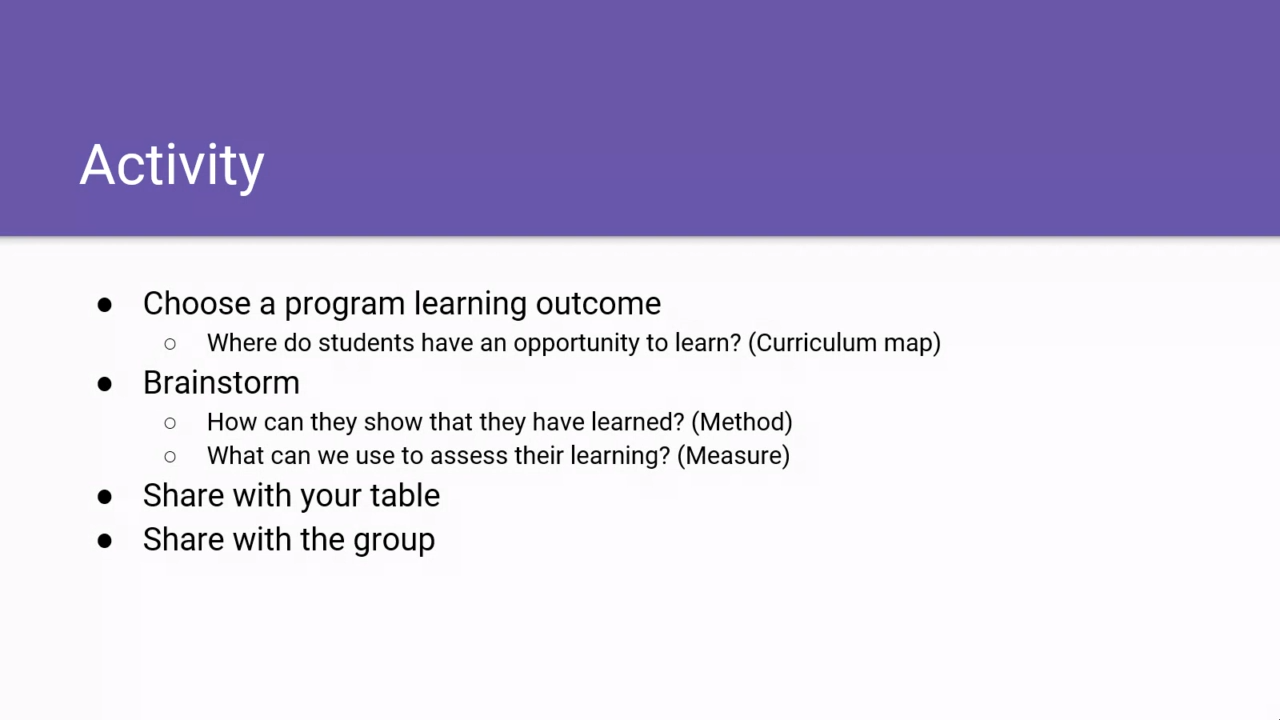 Activity
● Choose a program learning outcome
○ Where do students have an opportunity to learn? (Curriculum map)
● Brainstorm
○ How can they show that they have learned? (Method)
○ What can we use to assess their learning? (Measure)
● Share with your table
● Share with the group